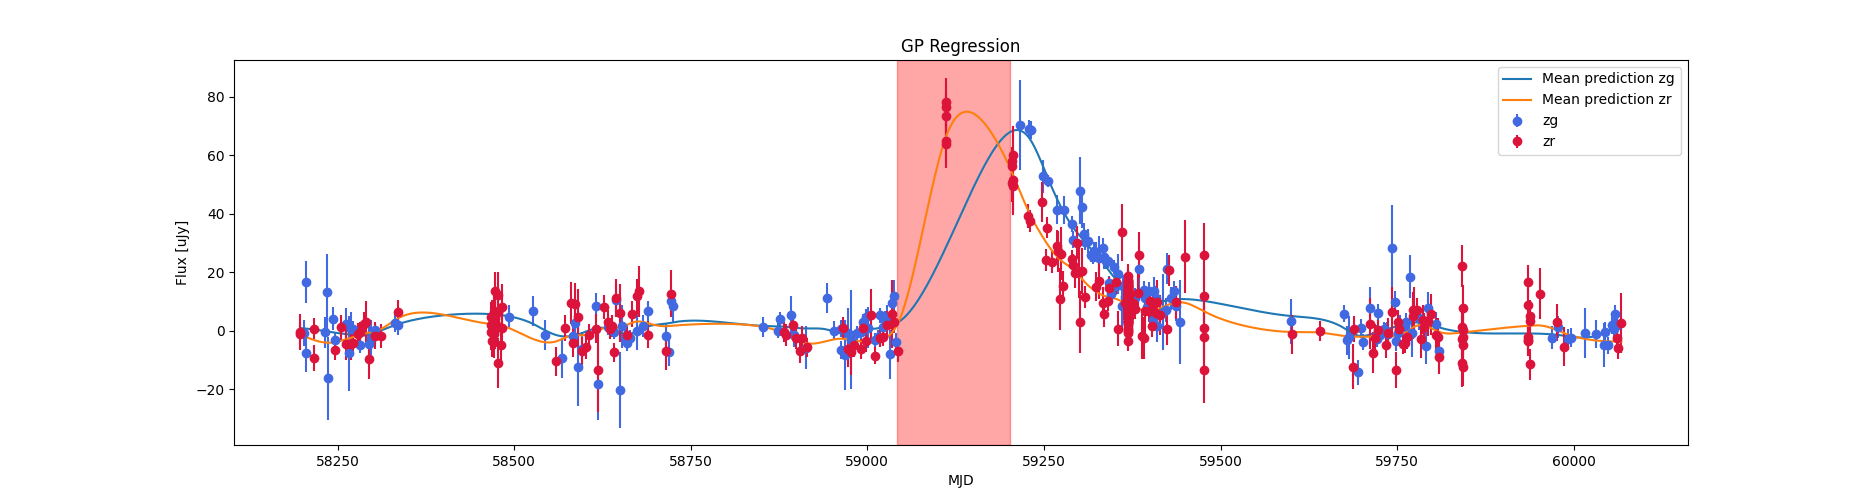 GP Regression
Flux [uJy]
80
60
40
20
0
−20
58250 58500 58750 59000 59250 59500 59750 60000
MJD
Mean prediction zg
Mean prediction zr
zg
zr